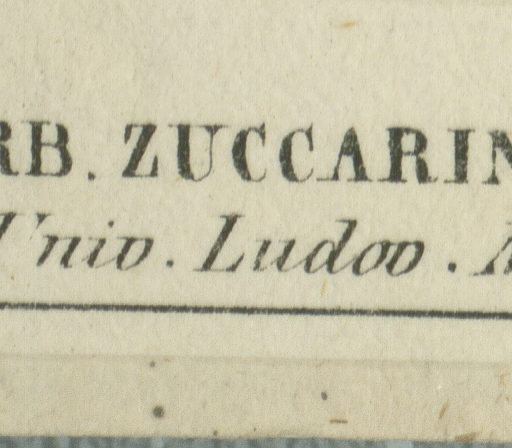 RB. ZUCCARIN
Univ. Ludov.